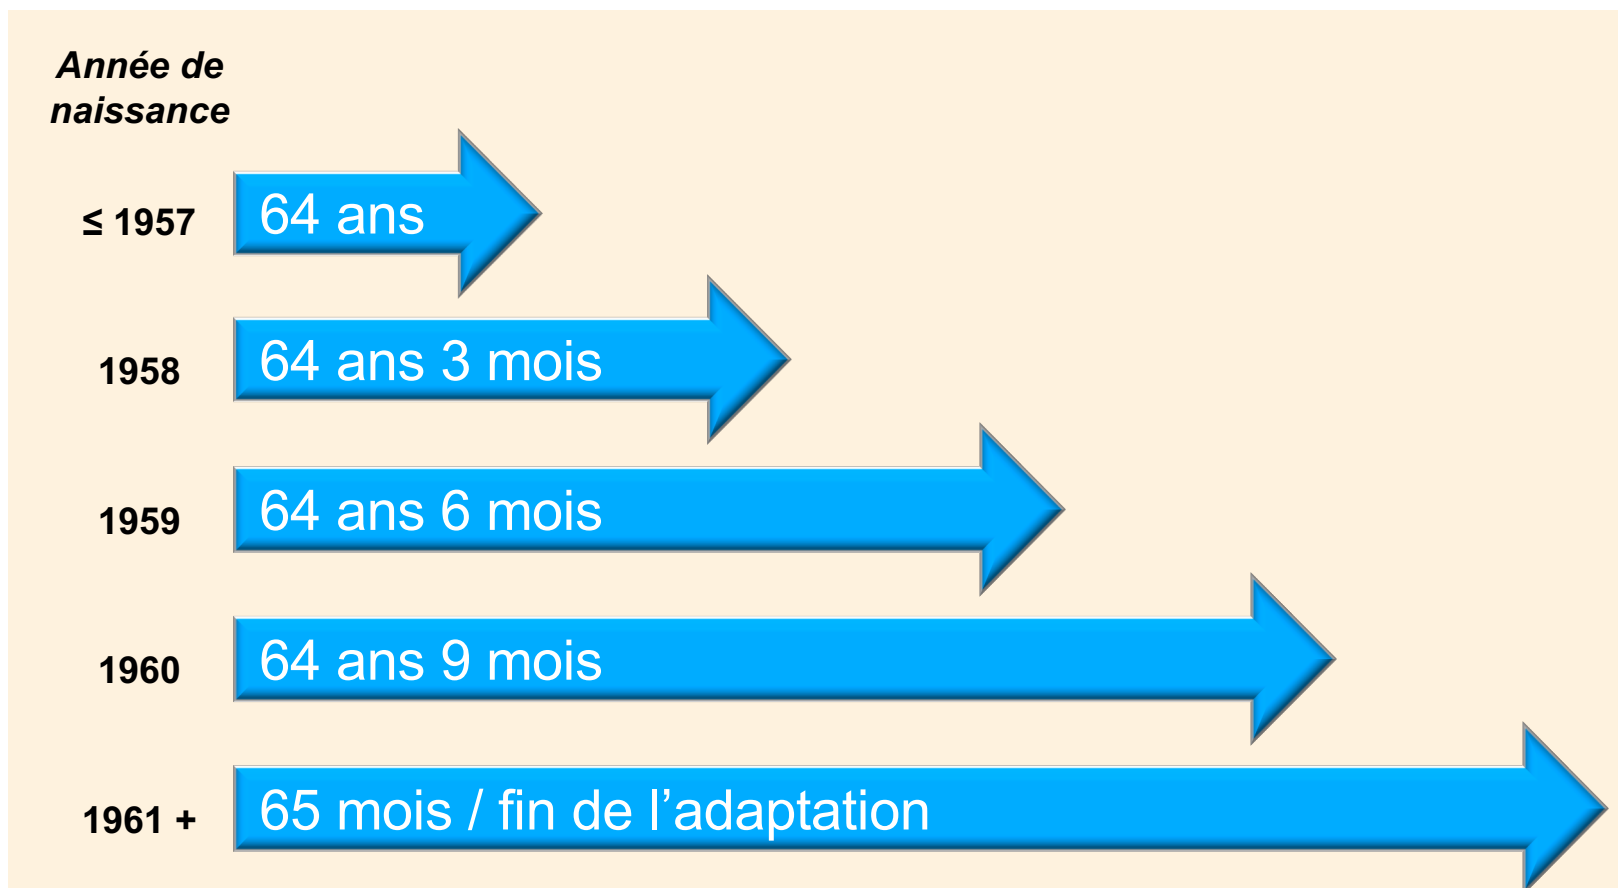 Année de
naissance
≤ 1957
64 ans
1958
64 ans 3 mois
1959
64 ans 6 mois
1960
64 ans 9 mois
1961 +
65 mois / fin de l’adaptation